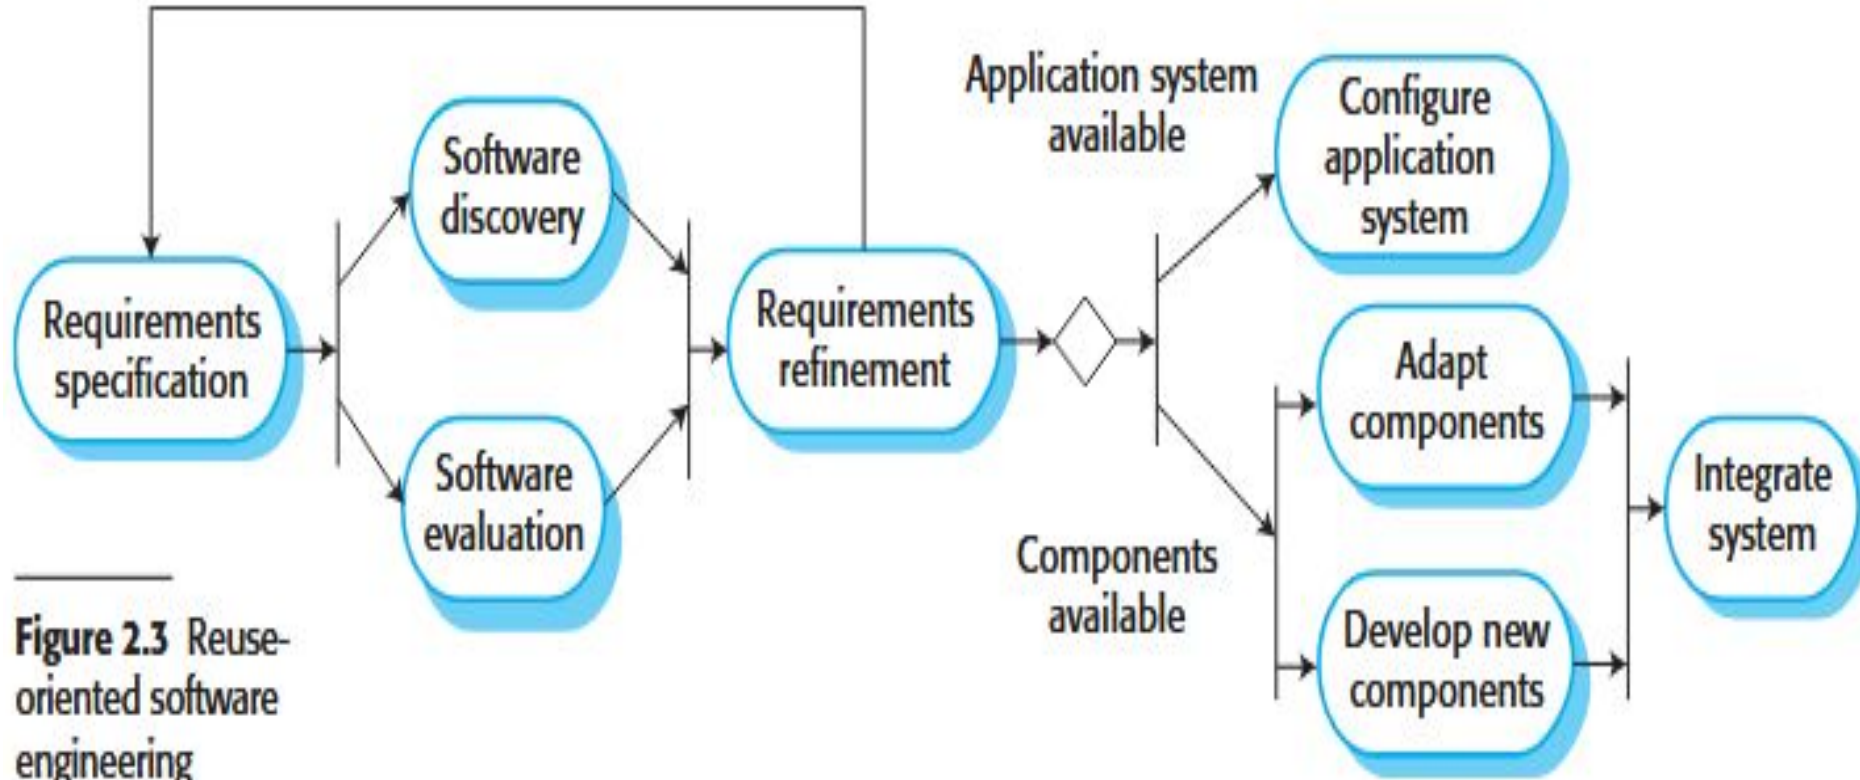 Requirements
specification
Software
discovery
Software
evaluation
Requirements
refinement
Application system
available
Configure
application
system
Components
available
Adapt
components
Develop new
components
Integrate
system
Figure 2.3 Reuse-
oriented software
engineering